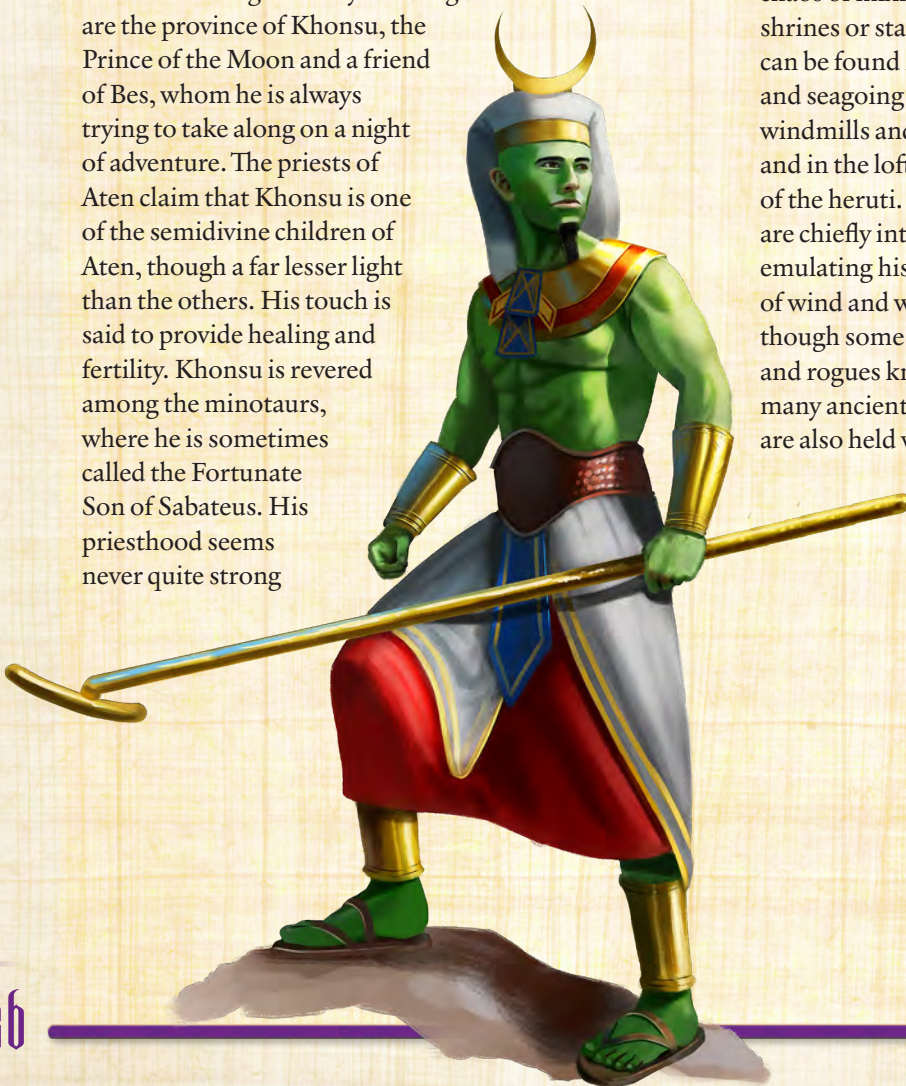 are the province of Khonsu, the
Prince of the Moon and a friend
of Bes, whom he is always
trying to take along on a night
of adventure. The priests of
Aten claim that Khonsu is one
of the semidivine children of
Aten, though a far lesser light
than the others. His touch is
said to provide healing and
fertility. Khonsu is revered
among the minotaurs,
where he is sometimes
called the Fortunate
Son of Sabateus. His
priesthood seems
never quite strong
shrines or sta
can be found
and seagoing
windmills and
and in the loft
of the heruti.
are chiefly int
emulating his
of wind and w
though some
and rogues kn
many ancient
are also held w